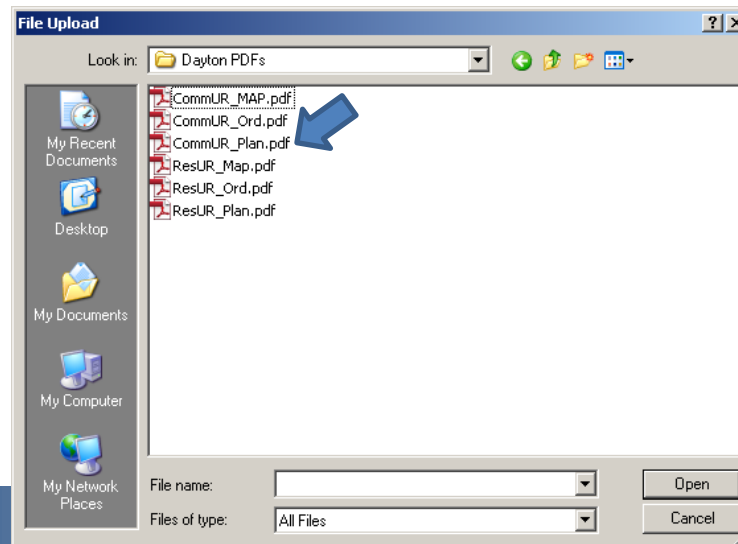 File Upload
Look in: Dayton PDFs
My Recent
Documents
Desktop
My Documents
My Computer
My Network
Places
CommUR_MAP.pdf
CommUR_Ord.pdf
CommUR_Plan.pdf
ResUR_Map.pdf
ResUR_Ord.pdf
ResUR_Plan.pdf
File name: Open
Files of type: All Files Cancel